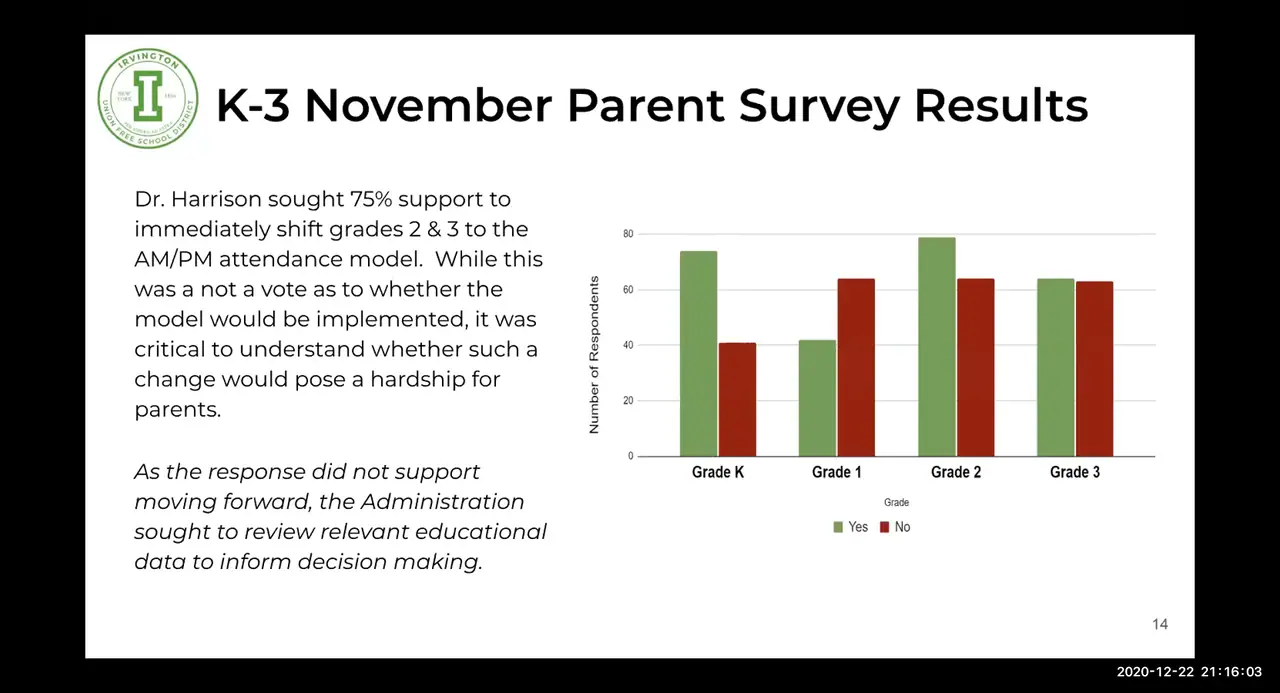 IRVINGTON
UNION FREE SCHOOL DISTRICT
K-3 November Parent Survey Results
Dr. Harrison sought 75% support to
immediately shift grades 2 & 3 to the
AM/PM attendance model.  While this
was a not a vote as to whether the
model would be implemented, it was
critical to understand whether such a
change would pose a hardship for
parents.
As the response did not support
moving forward, the Administration
sought to review relevant educational
data to inform decision making.
Number of Respondents
80
60
40
20
0
Grade K Grade 1 Grade 2 Grade 3
Grade
Yes No
14
2020-12-22 21:16:03